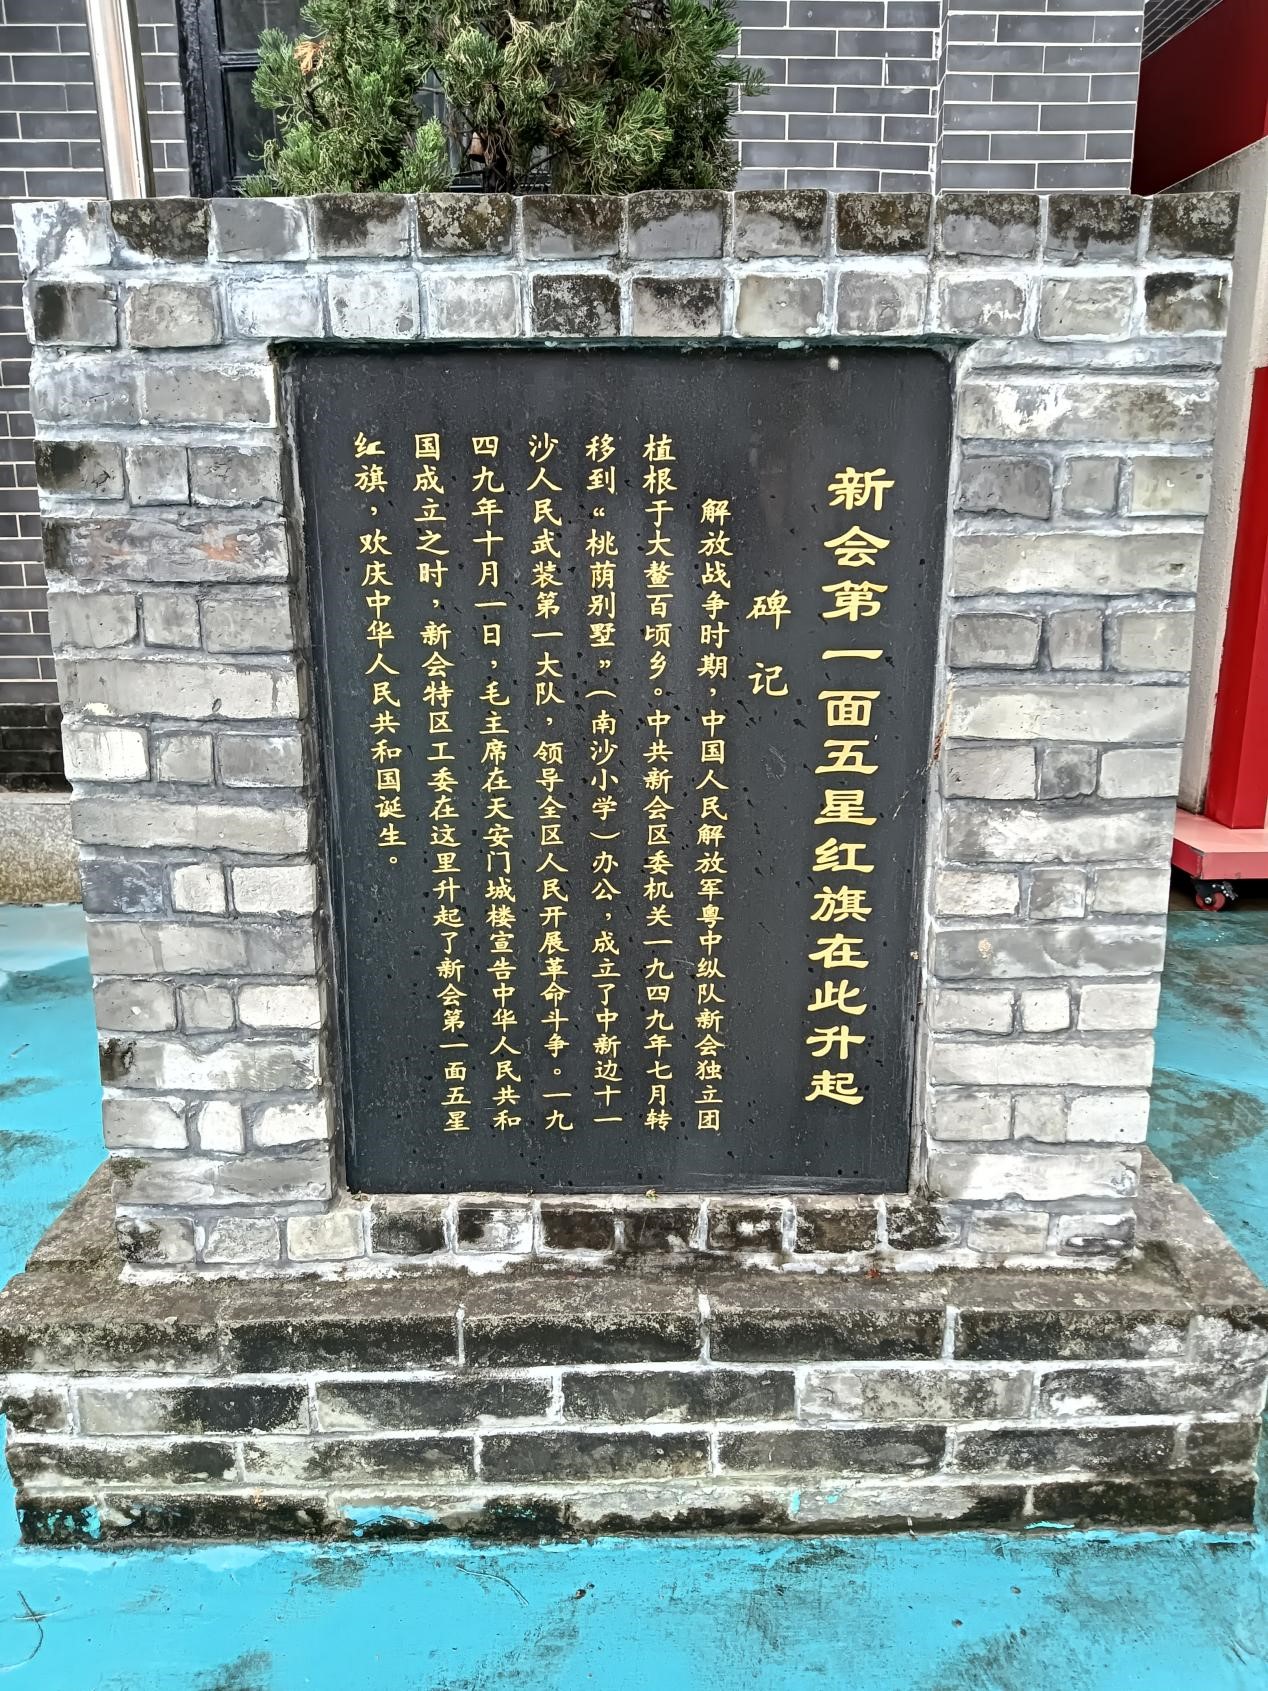 新会第一面五星红旗在此升起
碑记
解放战争时期，中国人民解放军粤中纵队新会独立团
植根于大鳌百顷乡。中共新会区委机关一九四九年七月转
移到“桃荫别墅”（南沙小学）办公，成立了中新边十一
沙人民武装第一大队，领导全区人民开展革命斗争。一九
四九年十月一日，毛主席在天安门城楼宣告中华人民共和
国成立之时，新会特区工委在这里升起了新会第一面五星
红旗，欢庆中华人民共和国诞生。